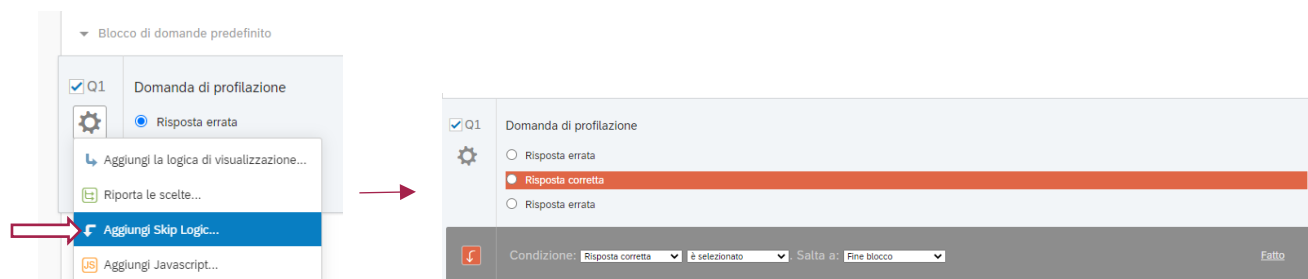 Blocco di domande predefinito
Q1 Domanda di profilazione
Risposta errata
Aggiungi la logica di visualizzazione...
Riporta le scelte...
Aggiungi Skip Logic...
JS Aggiungi Javascript...
Q1 Domanda di profilazione
Risposta errata
Risposta corretta
Risposta errata
Condizione: Risposta corretta è selezionato . Salta a: Fine blocco Fatto